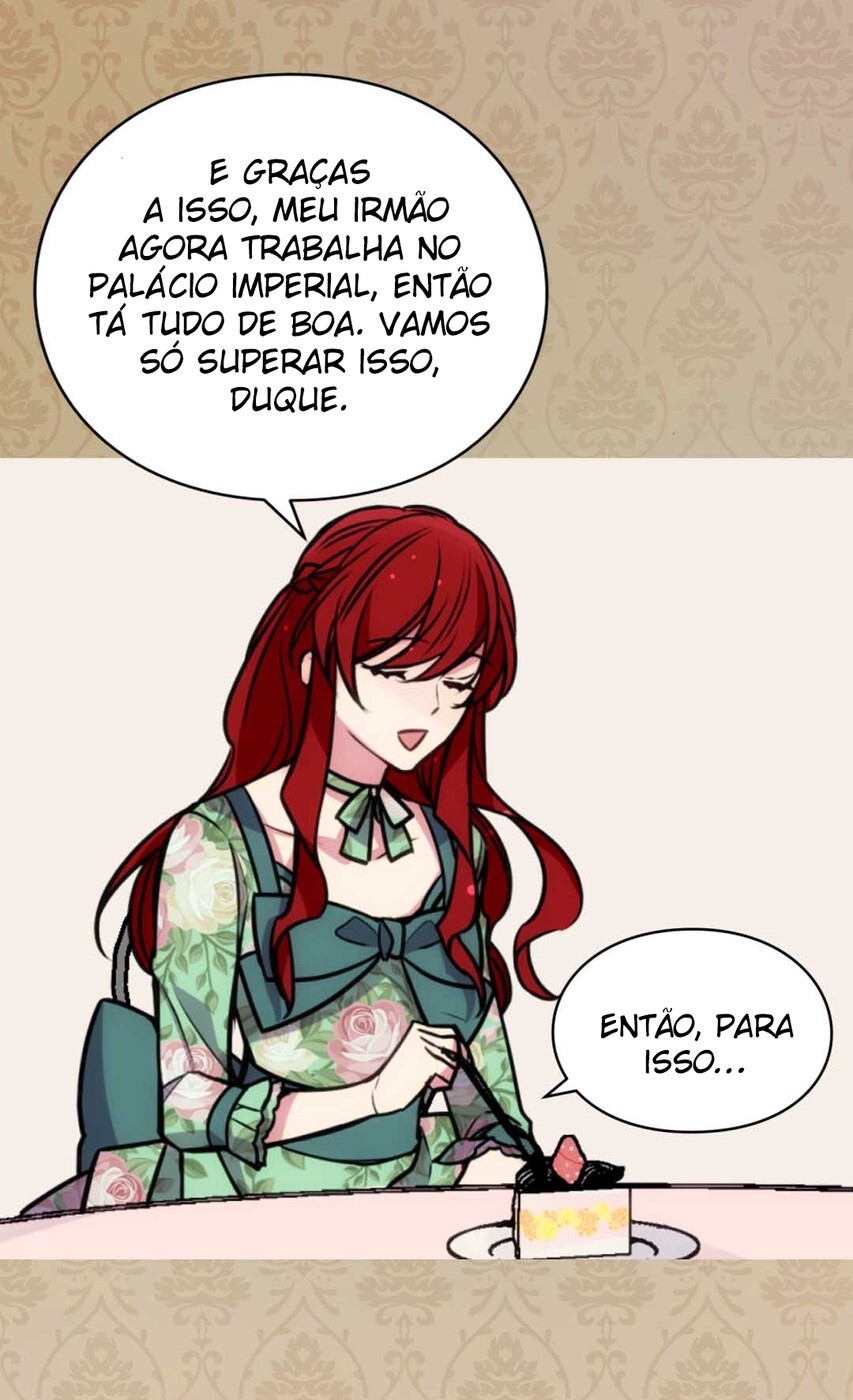 E GRAÇAS
A ISSO, MEU IRMÃO
AGORA TRABALHA NO
PALÁCIO IMPERIAL, ENTÃO
TÁ TUDO DE BOA. VAMOS
SÓ SUPERAR ISSO,
DUQUE.
ENTÃO, PARA
ISSO...